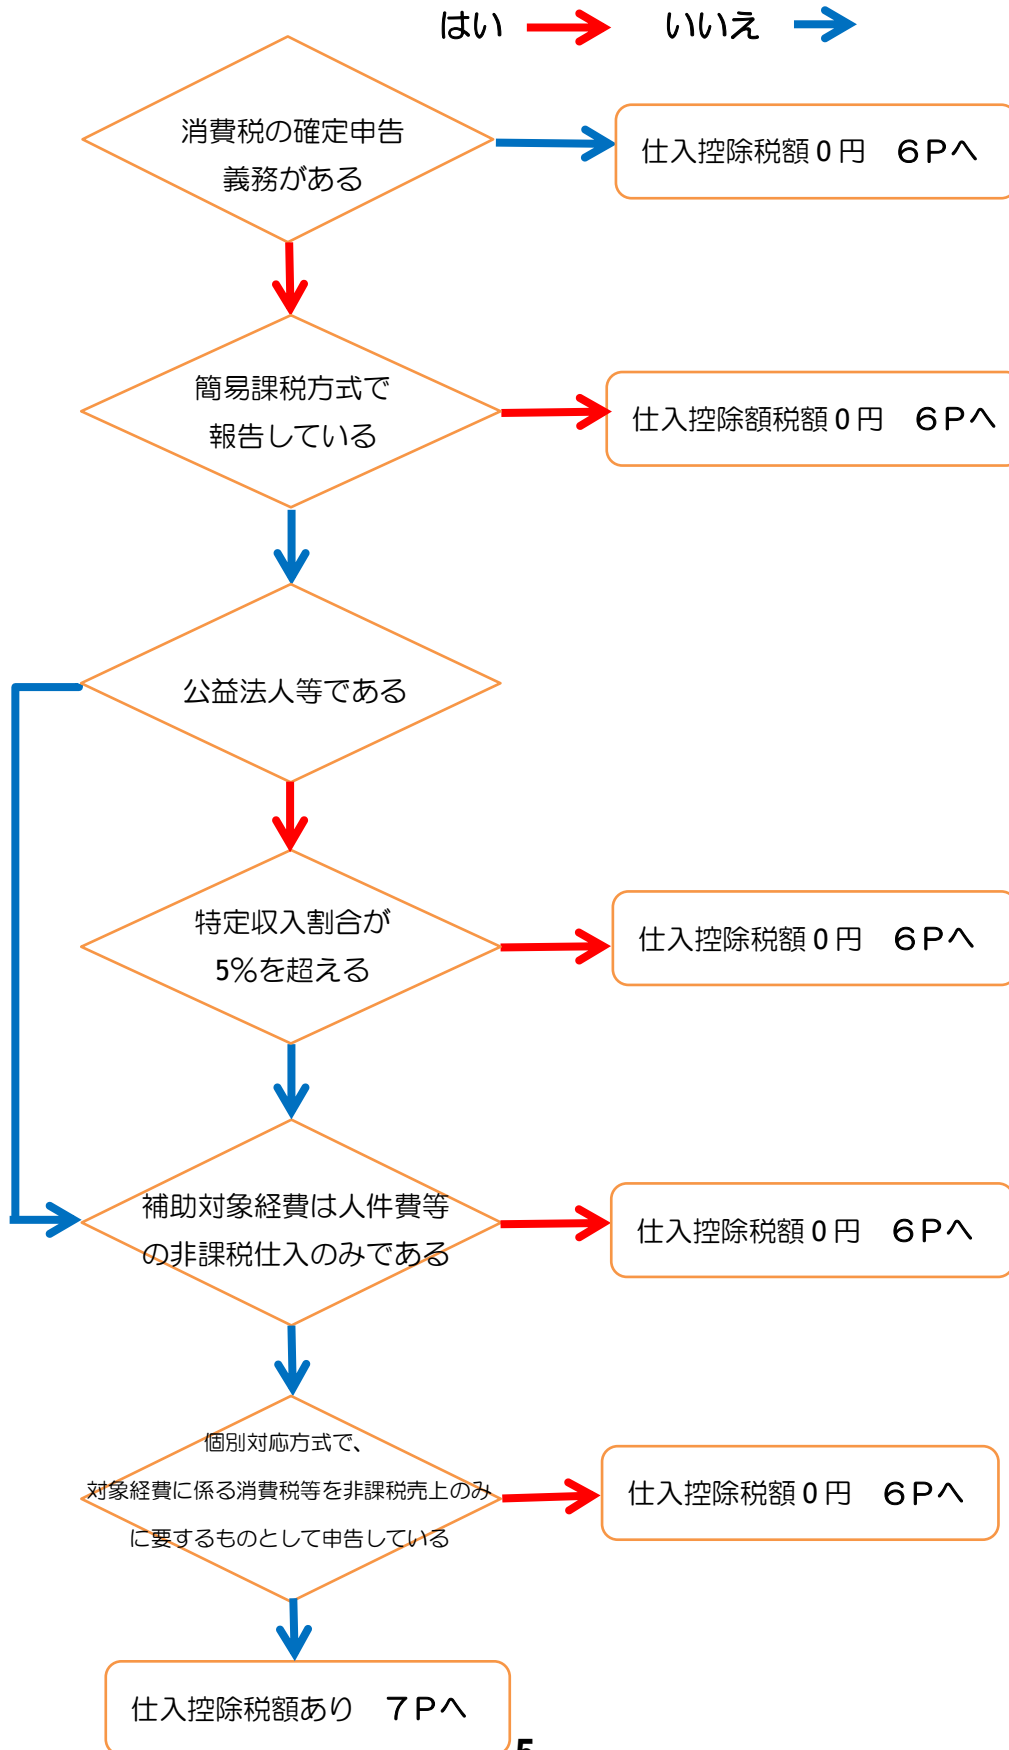 はい いいえ
消費税の確定申告
義務がある
仕入控除税額0円 6Pへ
簡易課税方式で
報告している
仕入控除額税額0円 6Pへ
公益法人等である
特定収入割合が
5%を超える
仕入控除税額0円 6Pへ
補助対象経費は人件費等
の非課税仕入のみである
仕入控除税額0円 6Pへ
個別対応方式で、
対象経費に係る消費税等を非課税売上のみ
に要するものとして申告している
仕入控除税額0円 6Pへ
仕入控除税額あり 7Pへ
5